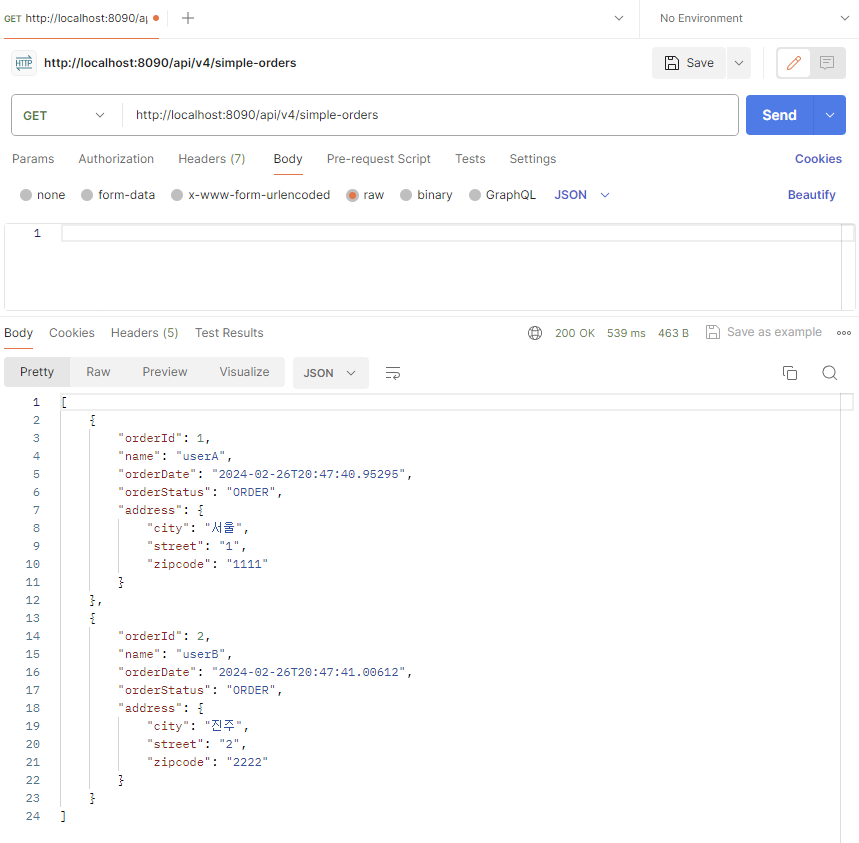 GET http://localhost:8090/a
No Environment
HTTP http://localhost:8090/api/v4/simple-orders Save
GET http://localhost:8090/api/v4/simple-orders Send
Params Authorization Headers (7) Body Pre-request Script Tests Settings Cookies
none form-data x-www-form-urlencoded raw binary GraphQL JSON Beautify
1
Body Cookies Headers (5) Test Results 200 OK 539 ms 463 B Save as example
Pretty Raw Preview Visualize JSON
1 [
2 {
3 "orderId": 1,
4 "name": "userA",
5 "orderDate": "2024-02-26T20:47:40.95295",
6 "orderStatus": "ORDER",
7 "address": {
8 "city": "서울",
9 "street": "1",
10 "zipcode": "1111"
11 }
12 },
13 {
14 "orderId": 2,
15 "name": "userB",
16 "orderDate": "2024-02-26T20:47:41.00612",
17 "orderStatus": "ORDER",
18 "address": {
19 "city": "진주",
20 "street": "2",
21 "zipcode": "2222"
22 }
23 }
24 ]